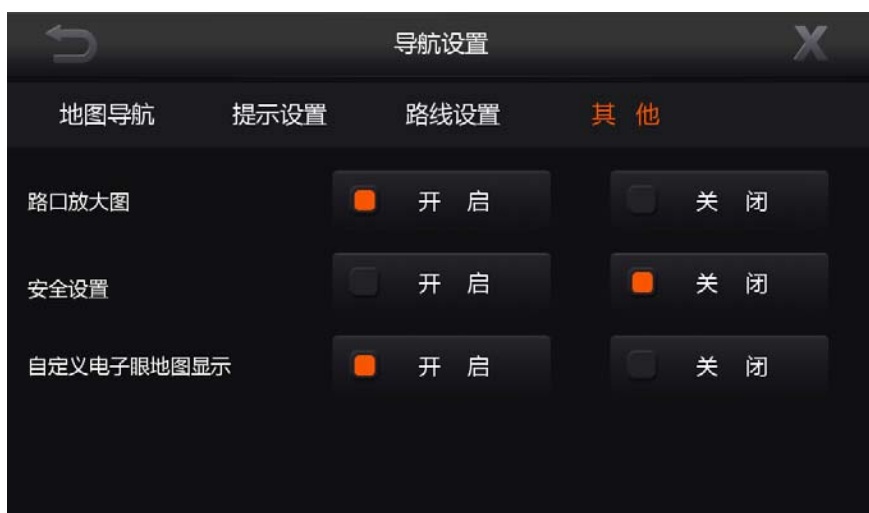 导航设置 X
地图导航 提示设置 路线设置 其他
路口放大图 开启 关闭
安全设置 开启 关闭
自定义电子眼地图显示 开启 关闭